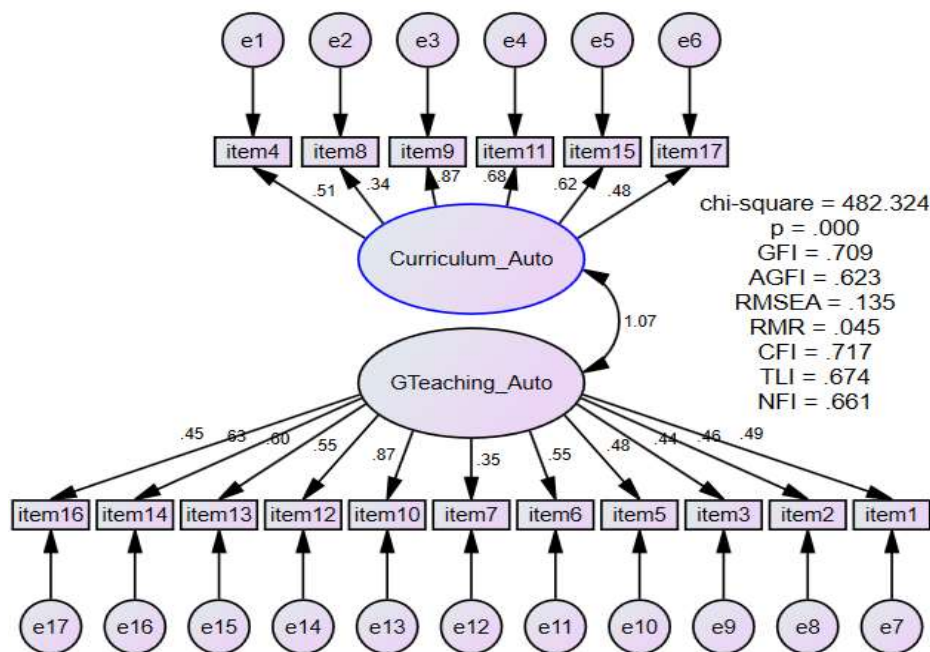 e1 e2 e3 e4 e5 e6
item4 item8 item9 item11 item15 item17
.51 .34 .87 .68 .62 .48
chi-square = 482.324
p = .000
GFI = .709
AGFI = .623
RMSEA = .135
RMR = .045
CFI = .717
TLI = .674
NFI = .661
Curriculum_Auto
1.07
GTeaching_Auto
.45 .63 .60 .55 .87 .35 .55 .48 .44 .46 .49
item16 item14 item13 item12 item10 item7 item6 item5 item3 item2 item1
e17 e16 e15 e14 e13 e12 e11 e10 e9 e8 e7